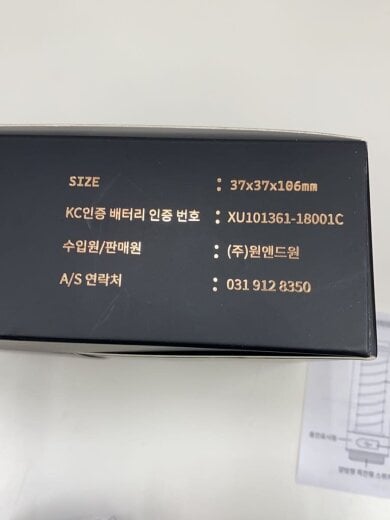 SIZE : 37x37x106mm
KC인증 배터리 인증 번호 : XU101361-18001C
수입원/판매원 : (주)원앤드원
A/S 연락처 : 031 912 8350